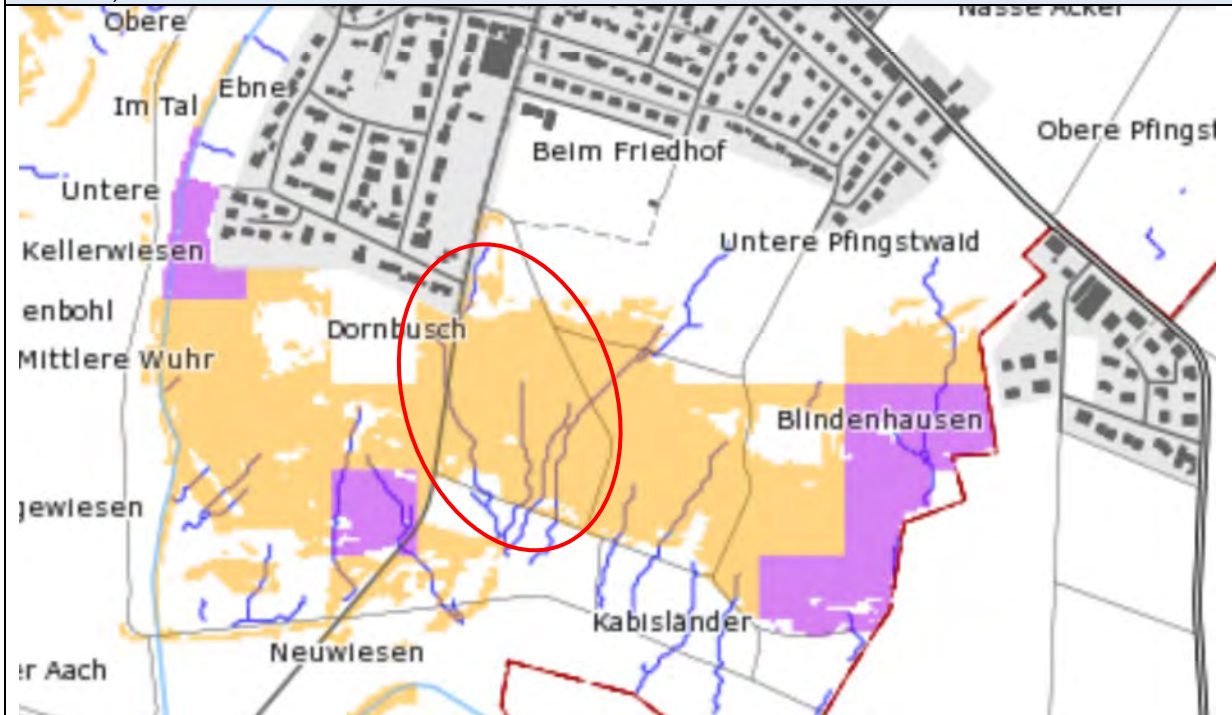 Obere
Nasse Äcker
Ebne
Im Tal
Obere Pfingst
Beim Friedhof
Untere
Kellerwiesen
Untere Pfingstwald
enbohl
Dornbusch
Mittlere Wuhr
Blindenhausen
gewiesen
Kabisländer
Neuwiesen
er Aach